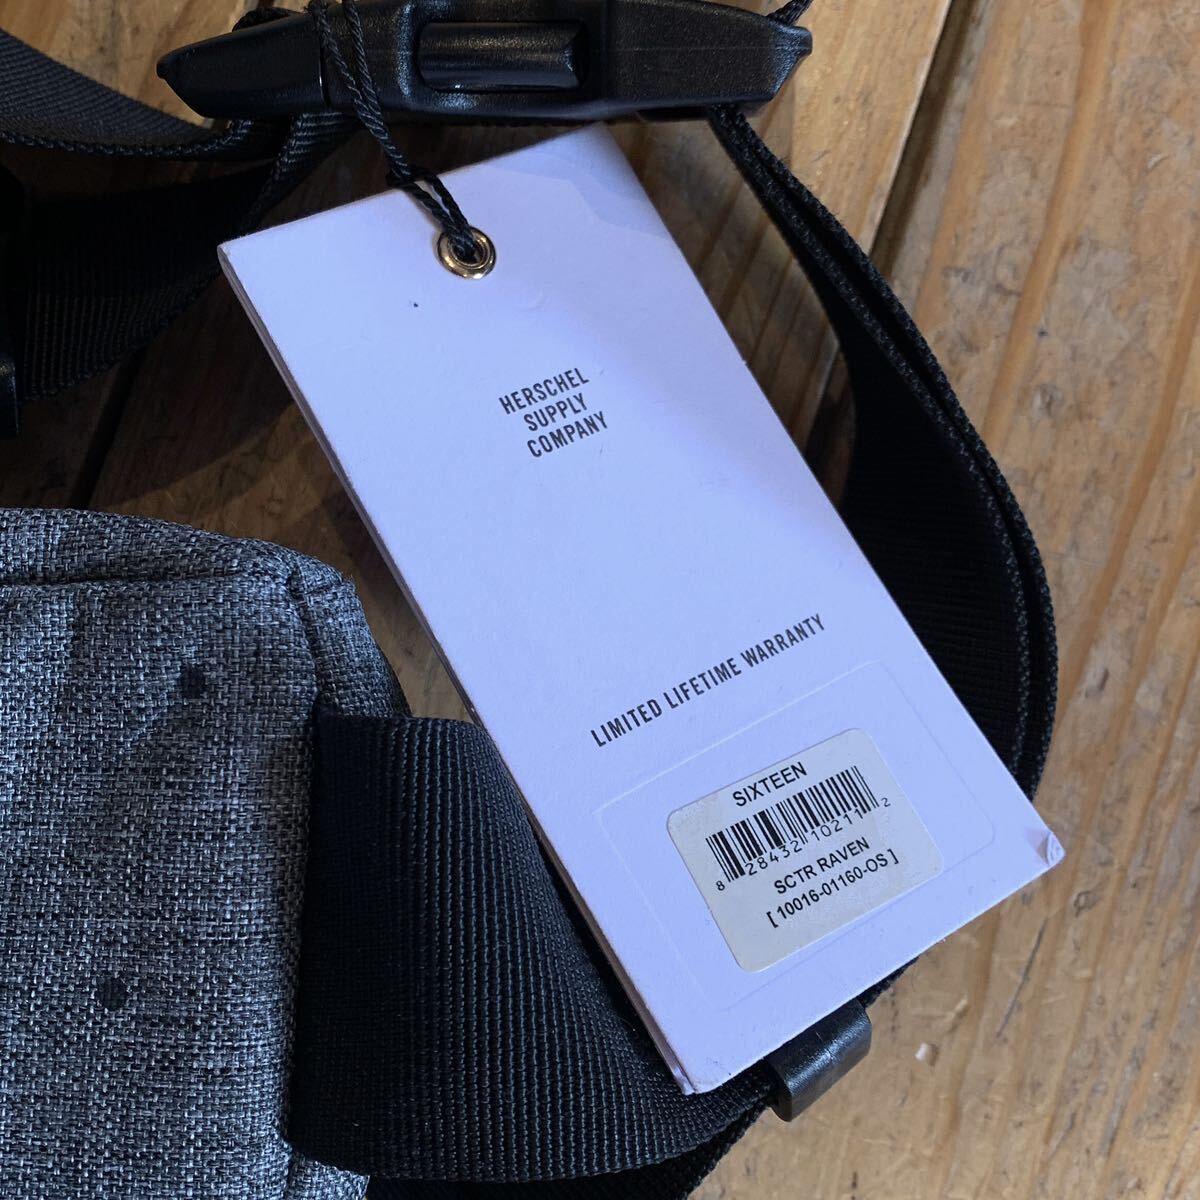 HERSCHEL
SUPPLY
COMPANY
LIMITED LIFETIME WARRANTY
SIXTEEN
8 28432 10211 2
SCTR RAVEN
[ 10016-01160-OS ]